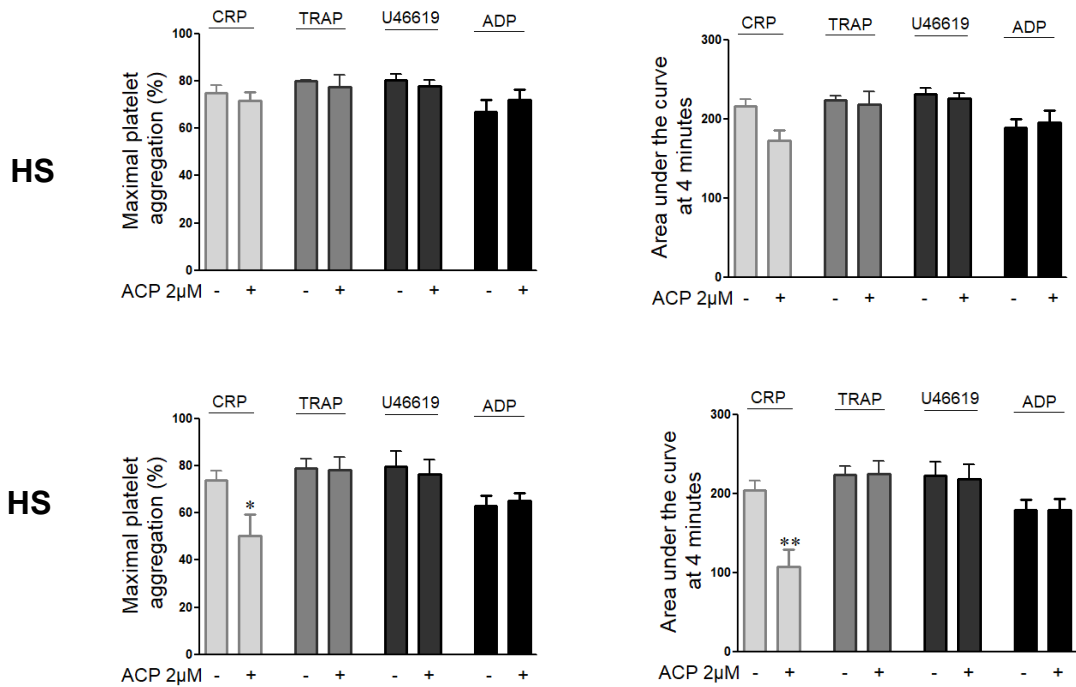 CRP TRAP U46619 ADP
Maximal platelet
aggregation (%)
100
80
60
40
20
0
ACP 2µM - + - + - + - +
CRP TRAP U46619 ADP
Area under the curve
at 4 minutes
300
200
100
0
ACP 2µM - + - + - + - +
HS
CRP TRAP U46619 ADP
Maximal platelet
aggregation (%)
100
80
60
40
20
0
*
ACP 2µM - + - + - + - +
CRP TRAP U46619 ADP
Area under the curve
at 4 minutes
300
200
100
0
**
ACP 2µM - + - + - + - +
HS